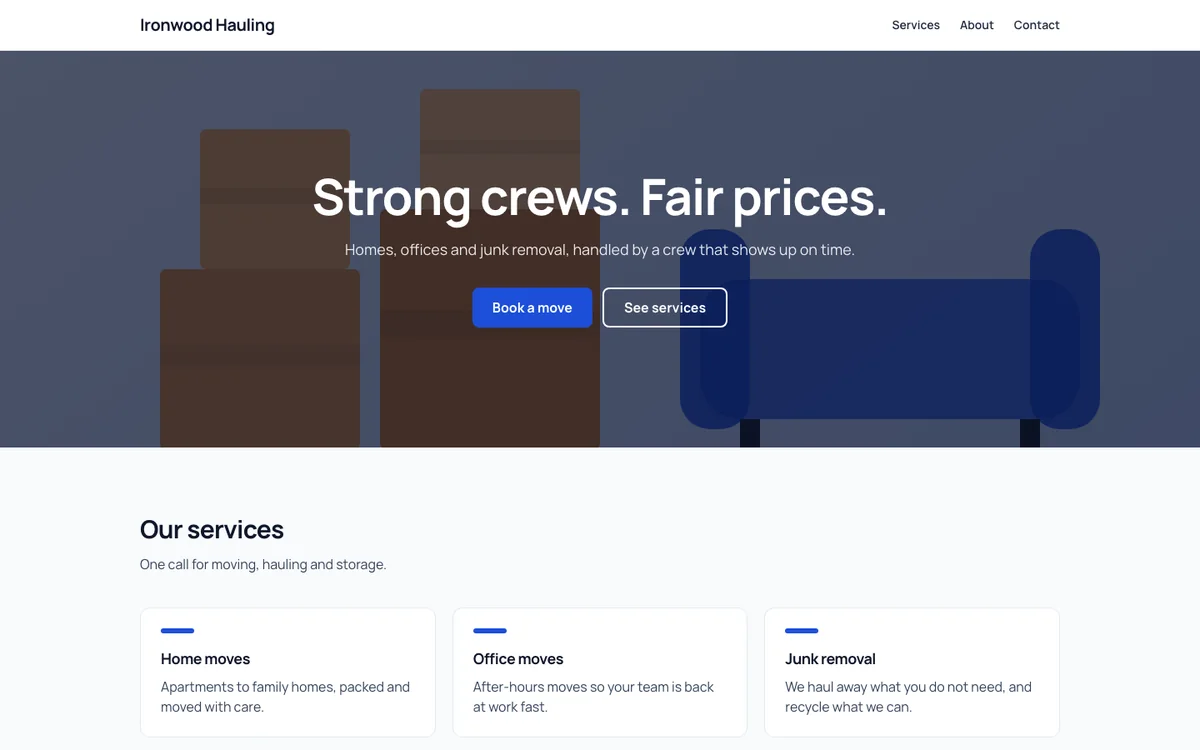 Ironwood Hauling
Services
About
Contact
Strong crews. Fair prices.
Homes, offices and junk removal, handled by a crew that shows up on time.
Book a move
See services
Our services
One call for moving, hauling and storage.
Home moves
Apartments to family homes, packed and
moved with care.
Office moves
After-hours moves so your team is back
at work fast.
Junk removal
We haul away what you do not need, and
recycle what we can.